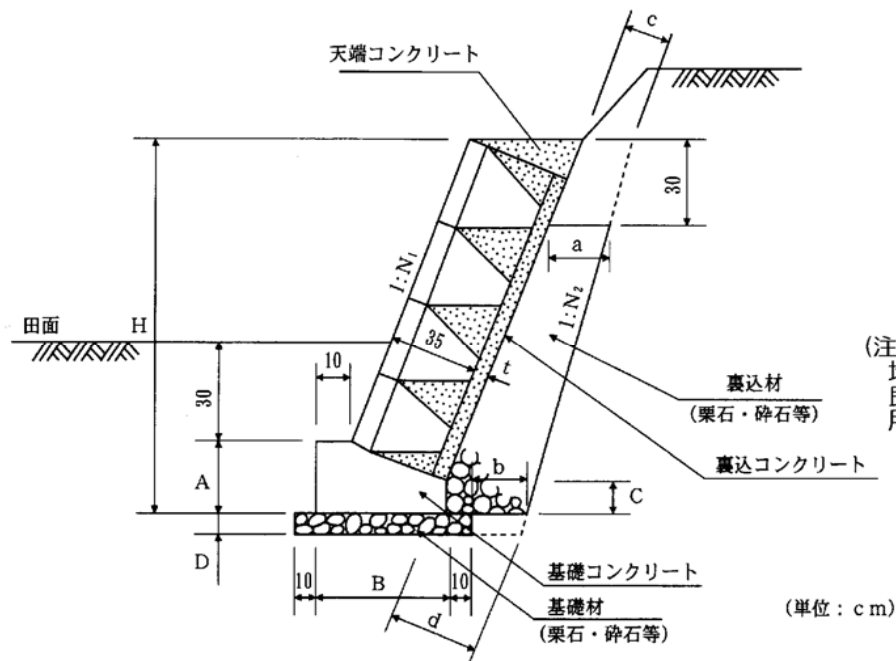 c
天端コンクリート
30
a
1:N₁
1:N₂
H
田面
35
10
t
裏込材
(栗石・砕石等)
(注
30
裏込コンクリート
b
A
C
D
基礎コンクリート
10
B
10
基礎材
(栗石・砕石等)
d
(単位：cm)